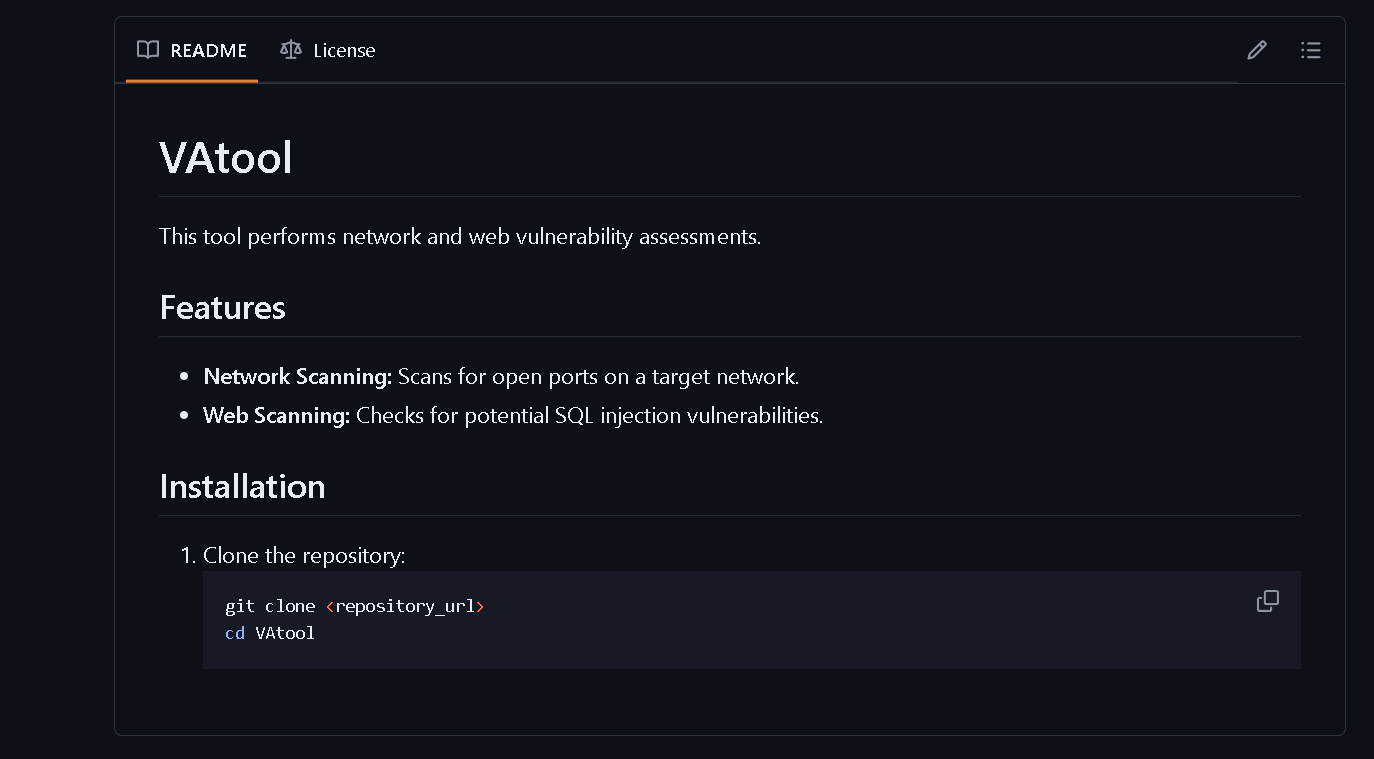 README License
VAtool
This tool performs network and web vulnerability assessments.
Features
• Network Scanning: Scans for open ports on a target network.
• Web Scanning: Checks for potential SQL injection vulnerabilities.
Installation
1. Clone the repository:
git clone <repository_url>
cd VAtool